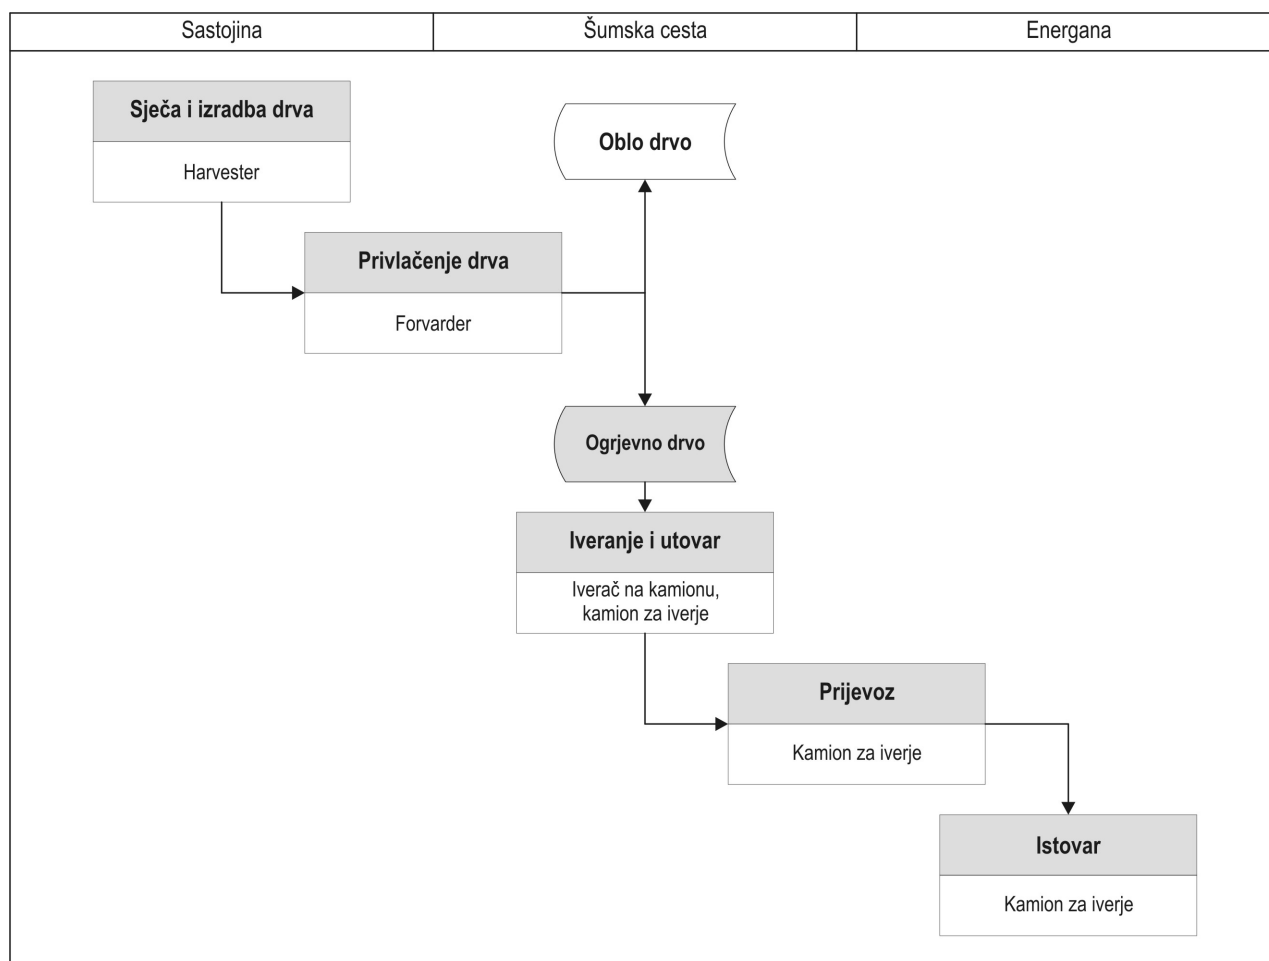 Sastojina
Šumska cesta
Energana
Sječa i izradba drva
Harvester
Oblo drvo
Privlačenje drva
Forvarder
Ogrjevno drvo
Iveranje i utovar
Iverač na kamionu,
kamion za iverje
Prijevoz
Kamion za iverje
Istovar
Kamion za iverje